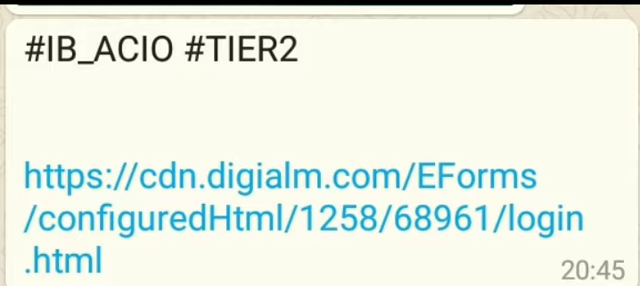 #IB_ACIO #TIER2
https://cdn.digialm.com/EForms
/configuredHtml/1258/68961/login
.html
20:45